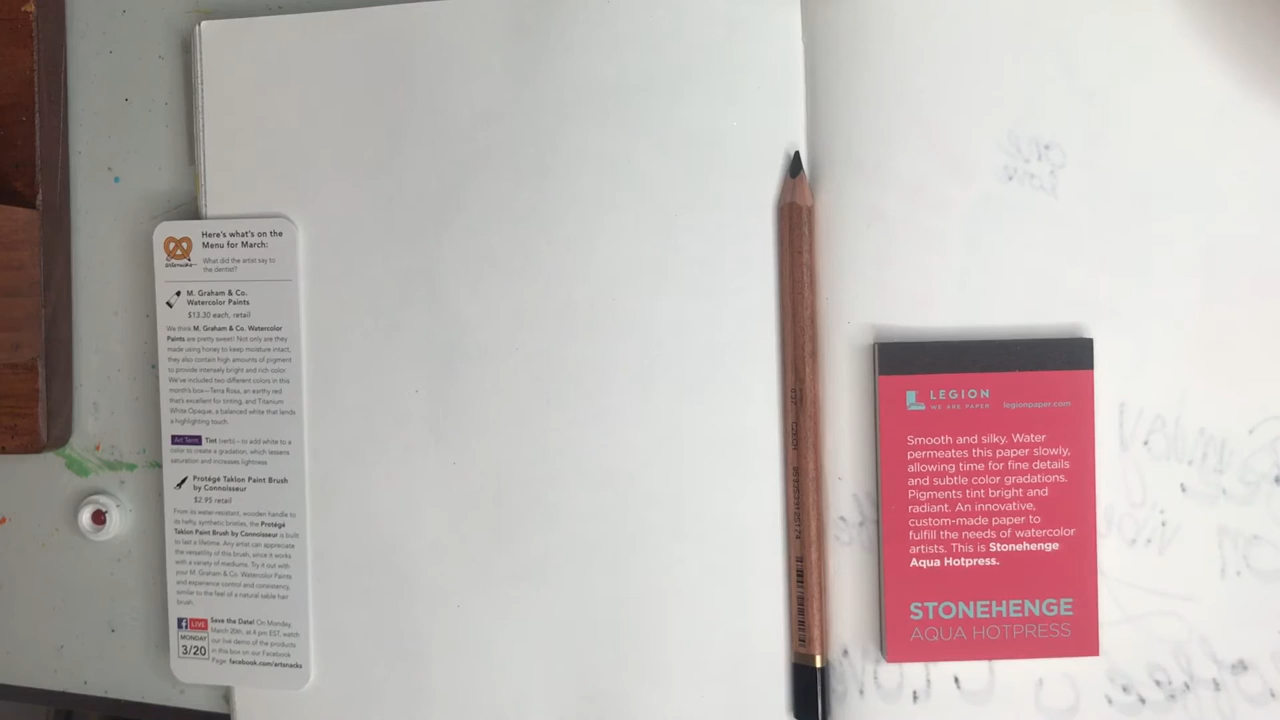 Here's what's on the
Menu for March:
What did the artist say to
the dentist?
artsnacks
M. Graham & Co.
Watercolor Paints
$13.30 each, retail
We think M. Graham & Co. Watercolor
Paints are pretty sweet! Not only are they
made using honey to keep moisture intact,
they also contain high amounts of pigment
to provide intensely bright and rich color.
We've included two different colors in this
month's box—Terra Rosa, an earthy red
that's excellent for tinting, and Titanium
White Opaque, a balanced white that lends
a highlighting touch.
Art Term Tint (verb) – to add white to a
color to create a gradation, which lessens
saturation and increases lightness
Protégé Taklon Paint Brush
by Connoisseur
$2.95 retail
From its water-resistant, wooden handle to
its hefty, synthetic bristles, the Protégé
Taklon Paint Brush by Connoisseur is built
to last a lifetime. Any artist can appreciate
the versatility of this brush, since it works
with a variety of mediums. Try it out with
your M. Graham & Co. Watercolor Paints
and experience control and consistency
similar to the feel of a natural sable hair
brush.
f LIVE
MONDAY
3/20
Save the Date! On Monday,
March 20th, at 4 pm EST, watch
our live demo of the products
in this box on our Facebook
Page: facebook.com/artsnacks
LEGION
WE ARE PAPER
legionpaper.com
Smooth and silky. Water
permeates this paper slowly,
allowing time for fine details
and subtle color gradations.
Pigments tint bright and
radiant. An innovative,
custom-made paper to
fulfill the needs of watercolor
artists. This is Stonehenge
Aqua Hotpress.
STONEHENGE
AQUA HOTPRESS